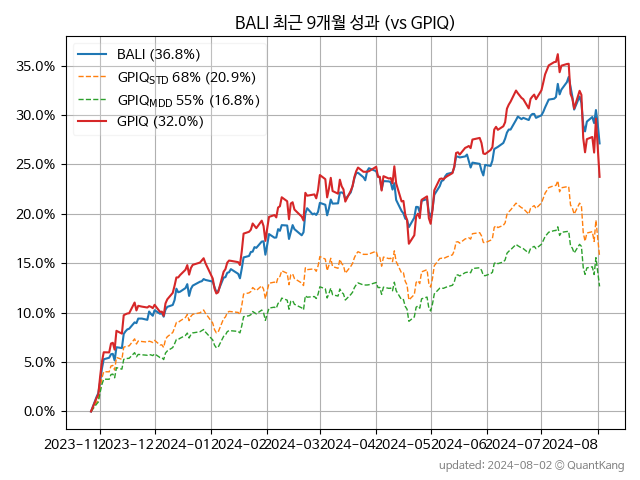 BALI 최근 9개월 성과 (vs GPIQ)
BALI (36.8%)
GPIQSTD 68% (20.9%)
GPIQMDD 55% (16.8%)
GPIQ (32.0%)
35.0%
30.0%
25.0%
20.0%
15.0%
10.0%
5.0%
0.0%
2023-11 2023-12 2024-01 2024-02 2024-03 2024-04 2024-05 2024-06 2024-07 2024-08
updated: 2024-08-02 © QuantKang